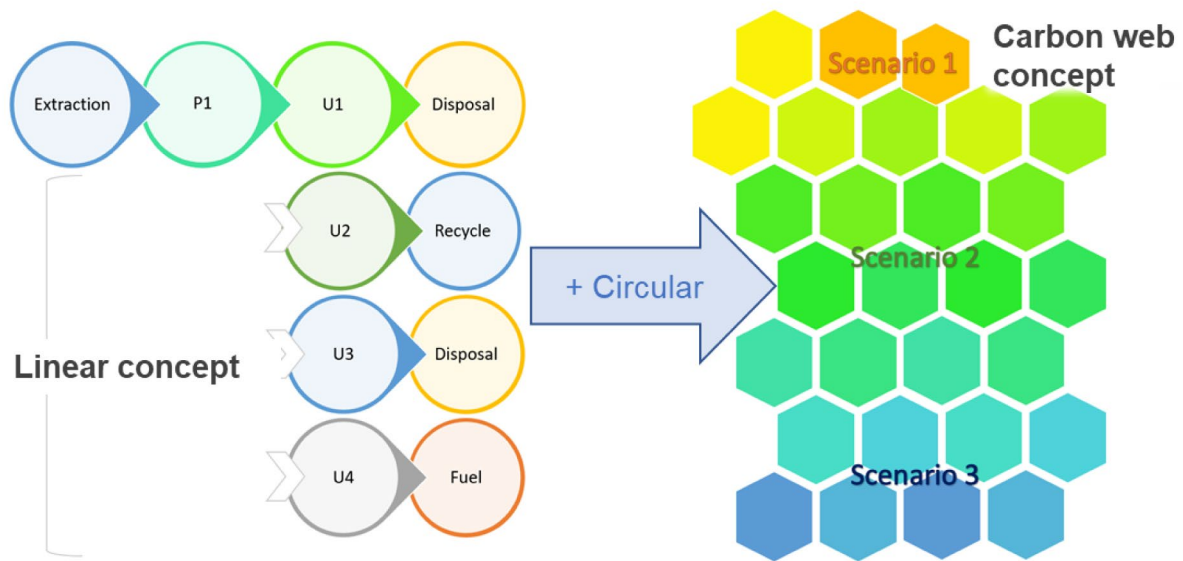 Extraction
P1
U1
Disposal
U2
Recycle
U3
Disposal
U4
Fuel
Linear concept
+ Circular
Carbon web
concept
Scenario 1
Scenario 2
Scenario 3